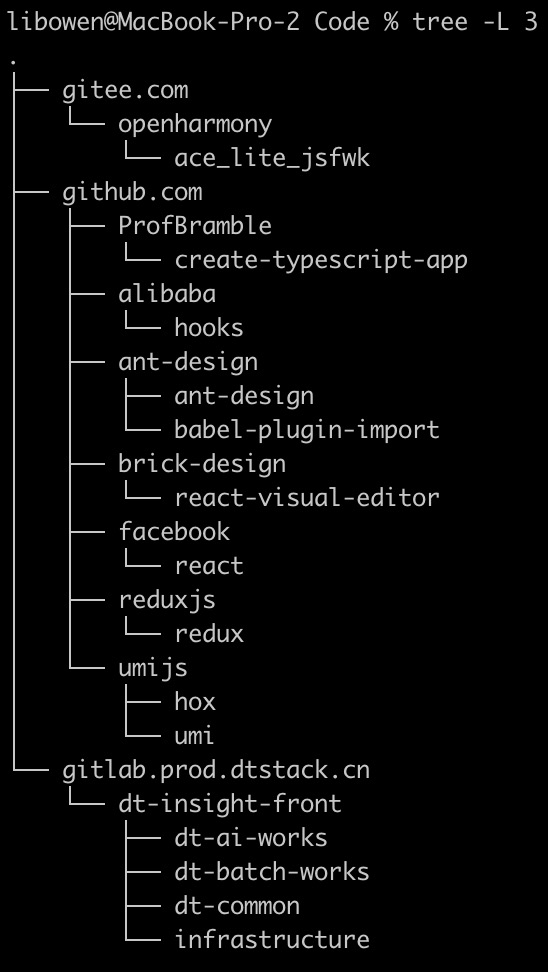 libowen@MacBook-Pro-2 Code % tree -L 3
.
├── gitee.com
│   └── openharmony
│       └── ace_lite_jsfwk
├── github.com
│   ├── ProfBramble
│   │   └── create-typescript-app
│   ├── alibaba
│   │   └── hooks
│   ├── ant-design
│   │   ├── ant-design
│   │   └── babel-plugin-import
│   ├── brick-design
│   │   └── react-visual-editor
│   ├── facebook
│   │   └── react
│   ├── reduxjs
│   │   └── redux
│   └── umijs
│       ├── hox
│       └── umi
└── gitlab.prod.dtstack.cn
    └── dt-insight-front
        ├── dt-ai-works
        ├── dt-batch-works
        ├── dt-common
        └── infrastructure